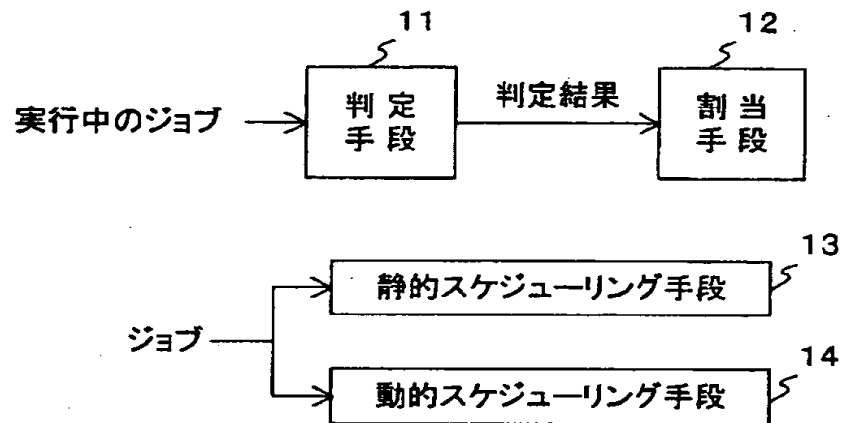 11
12
実行中のジョブ
判定
手段
判定結果
割当
手段
13
静的スケジューリング手段
ジョブ
14
動的スケジューリング手段